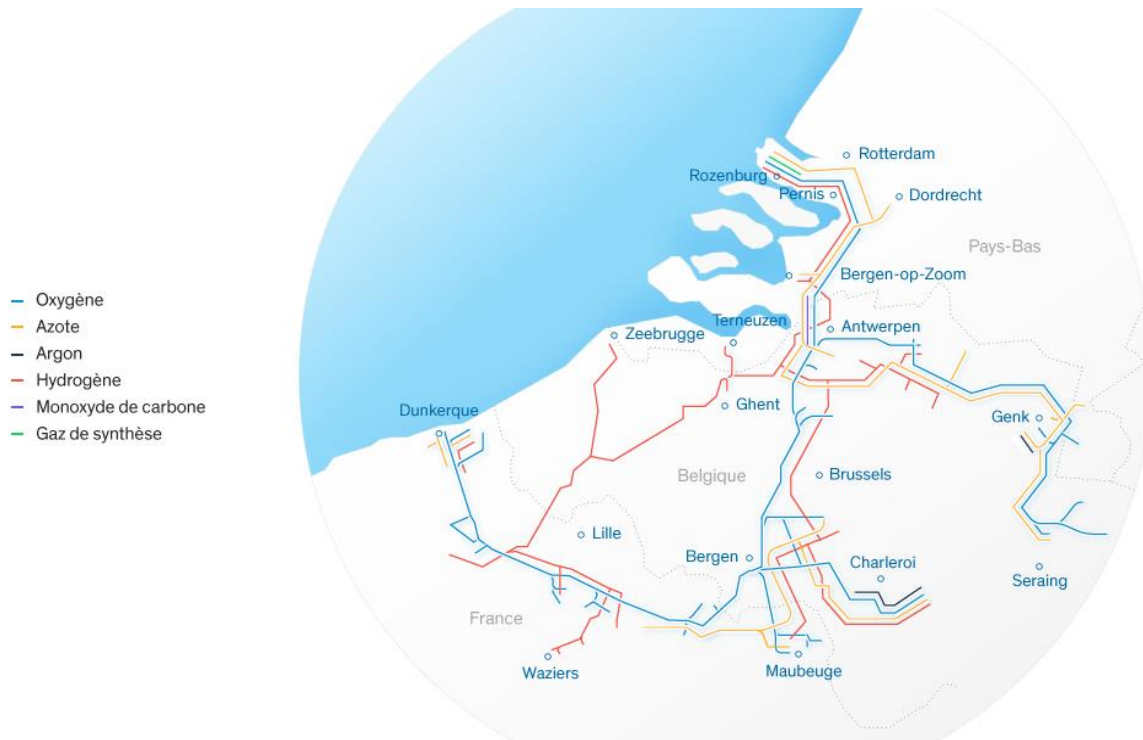 Oxygène
Azote
Argon
Hydrogène
Monoxyde de carbone
Gaz de synthèse
Rotterdam
Rozenburg
Pernis
Dordrecht
Pays-Bas
Bergen-op-Zoom
Terneuzen
Antwerpen
Zeebrugge
Ghent
Dunkerque
Genk
Belgique
Brussels
Lille
Bergen
Charleroi
Seraing
France
Waziers
Maubeuge